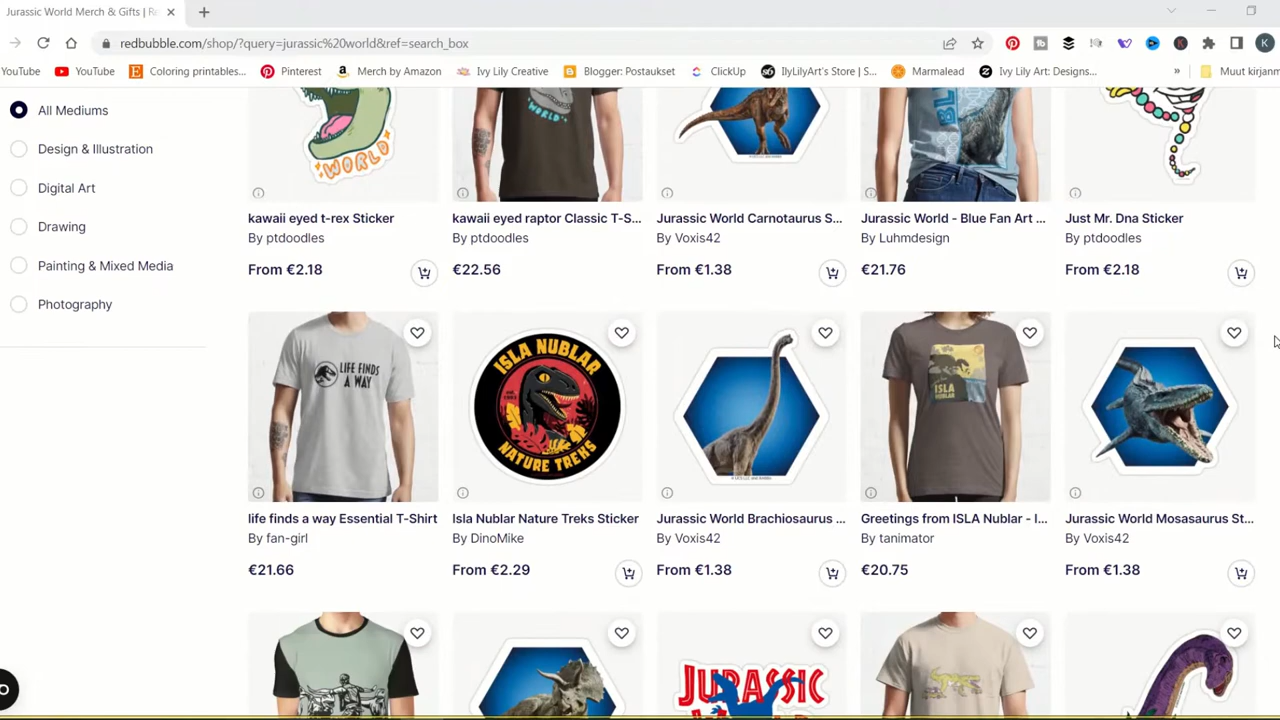 Jurassic World Merch & Gifts | Re
redbubble.com/shop/?query=jurassic%20world&ref=search_box
YouTube
YouTube
Coloring printables...
Pinterest
Merch by Amazon
Ivy Lily Creative
Blogger: Postaukset
ClickUp
IlyLilyArt's Store | S...
Marmalead
Ivy Lily Art: Designs...
»
Muut kirjanm
K
All Mediums
Design & Illustration
Digital Art
Drawing
Painting & Mixed Media
Photography
WORLD
WORLD
BL
kawaii eyed t-rex Sticker
By ptdoodles
From €2.18
kawaii eyed raptor Classic T-S...
By ptdoodles
€22.56
Jurassic World Carnotaurus S...
By Voxis42
From €1.38
Jurassic World - Blue Fan Art ...
By Luhmdesign
€21.76
Just Mr. Dna Sticker
By ptdoodles
From €2.18
LIFE FINDS
A WAY
ISLA NUBLAR
NATURE TREKS
ISLA
NUBLAR
life finds a way Essential T-Shirt
By fan-girl
€21.66
Isla Nublar Nature Treks Sticker
By DinoMike
From €2.29
Jurassic World Brachiosaurus ...
By Voxis42
From €1.38
Greetings from ISLA Nublar - I...
By tanimator
€20.75
Jurassic World Mosasaurus St...
By Voxis42
From €1.38
JURASSIC